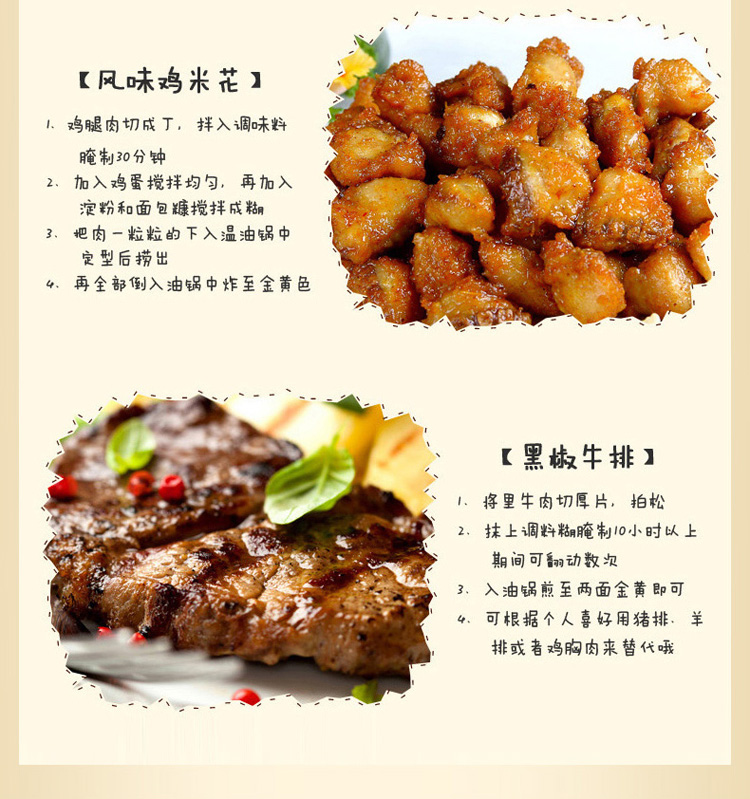 【风味鸡米花】
1、鸡腿肉切成丁，拌入调味料
腌制30分钟
2、加入鸡蛋搅拌均匀，再加入
淀粉和面包糠搅拌成糊
3、把肉一粒粒的下入温油锅中
定型后捞出
4、再全部倒入油锅中炸至金黄色
【黑椒牛排】
1、将里牛肉切厚片，拍松
2、抹上调料糊腌制10小时以上
期间可翻动数次
3、入油锅煎至两面金黄即可
4、可根据个人喜好用猪排、羊
排或者鸡胸肉来替代哦